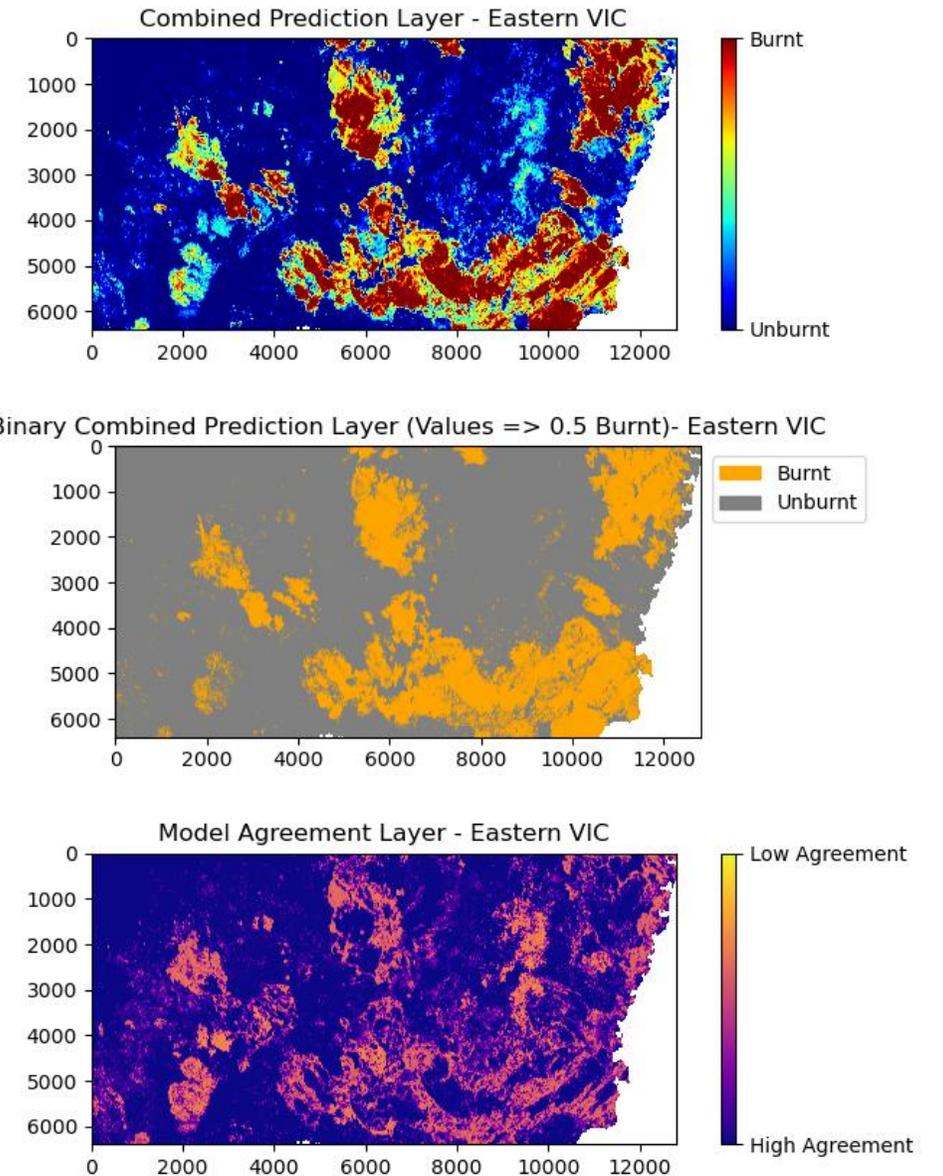 Combined Prediction Layer - Eastern VIC
0
1000
2000
3000
4000
5000
6000
0 2000 4000 6000 8000 10000 12000
Burnt
Unburnt
Binary Combined Prediction Layer (Values => 0.5 Burnt)- Eastern VIC
0
1000
2000
3000
4000
5000
6000
0 2000 4000 6000 8000 10000 12000
Burnt
Unburnt
Model Agreement Layer - Eastern VIC
0
1000
2000
3000
4000
5000
6000
0 2000 4000 6000 8000 10000 12000
Low Agreement
High Agreement